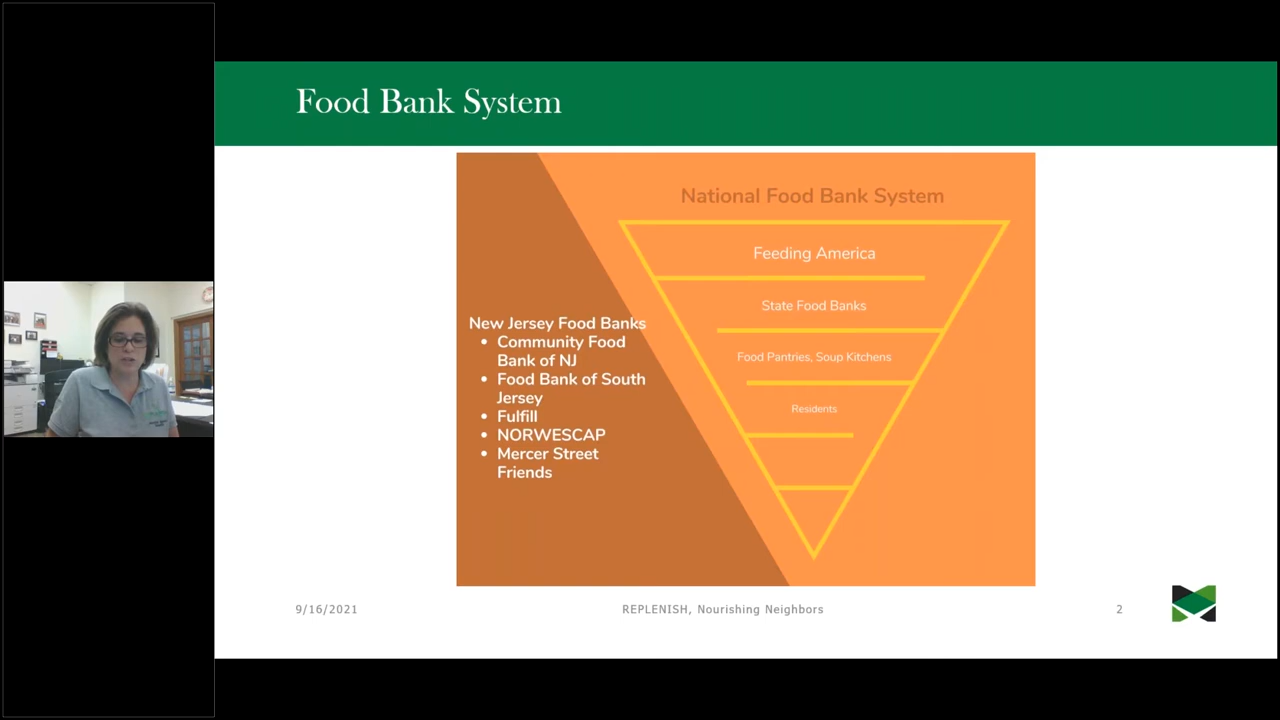 Food Bank System
National Food Bank System
Feeding America
State Food Banks
Food Pantries, Soup Kitchens
Residents
New Jersey Food Banks
• Community Food
Bank of NJ
• Food Bank of South
Jersey
• Fulfill
• NORWESCAP
• Mercer Street
Friends
9/16/2021
REPLENISH, Nourishing Neighbors
2